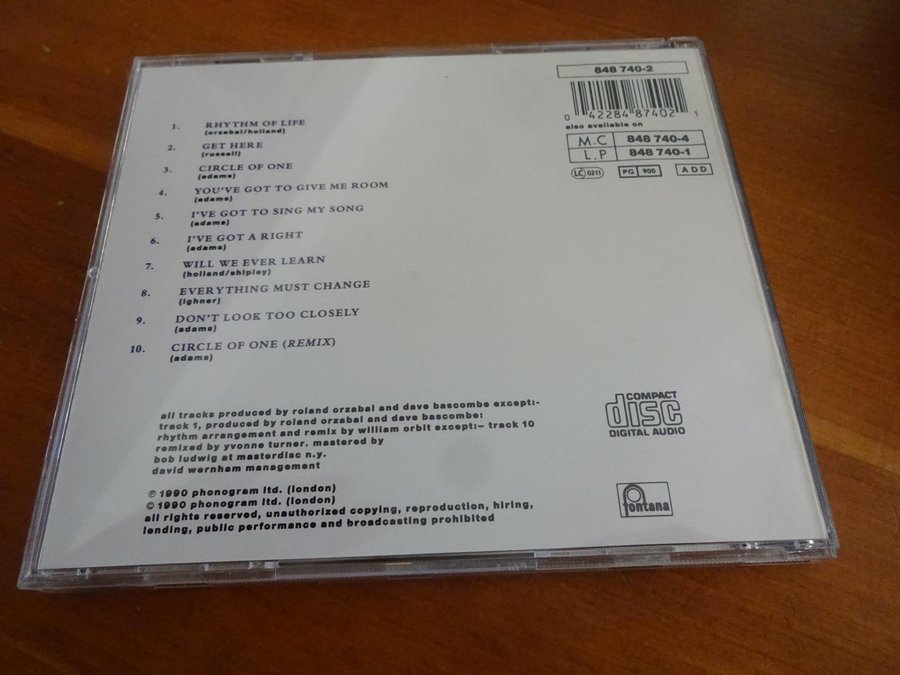 848 740-2
0 42284 87402 1
also available on
M.C 848 740-4
L.P 848 740-1
LC 0211 PG 900 ADD
1. RHYTHM OF LIFE
(orzabal/holland)
2. GET HERE
(russell)
3. CIRCLE OF ONE
(adams)
4. YOU'VE GOT TO GIVE ME ROOM
(adams)
5. I'VE GOT TO SING MY SONG
(adams)
6. I'VE GOT A RIGHT
(adams)
7. WILL WE EVER LEARN
(holland/shipley)
8. EVERYTHING MUST CHANGE
(ighner)
9. DON'T LOOK TOO CLOSELY
(adams)
10. CIRCLE OF ONE (REMIX)
(adams)
all tracks produced by roland orzabal and dave bascombe except:-
track 1, produced by roland orzabal and dave bascombe:
rhythm arrangement and remix by william orbit except:– track 10
remixed by yvonne turner. mastered by
bob ludwig at masterdisc n.y.
david wernham management
℗ 1990 phonogram ltd. (london)
© 1990 phonogram ltd. (london)
all rights reserved, unauthorized copying, reproduction, hiring,
lending, public performance and broadcasting prohibited
COMPACT
disc
DIGITAL AUDIO
fontana